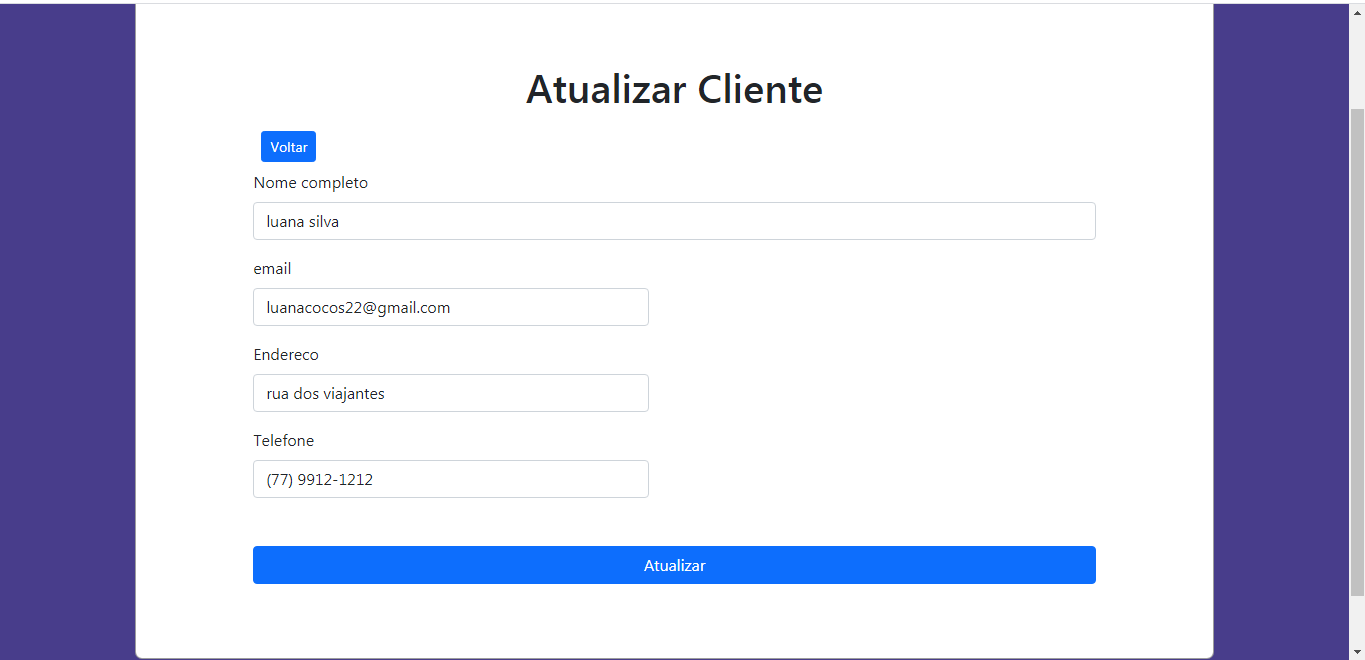 Atualizar Cliente
Voltar
Nome completo
luana silva
email
luanacocos22@gmail.com
Endereco
rua dos viajantes
Telefone
(77) 9912-1212
Atualizar